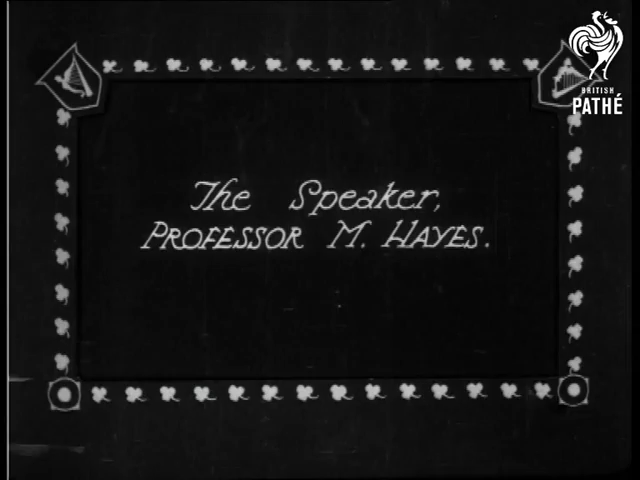 BRITISH
PATHÉ
The Speaker,
PROFESSOR M. HAYES.